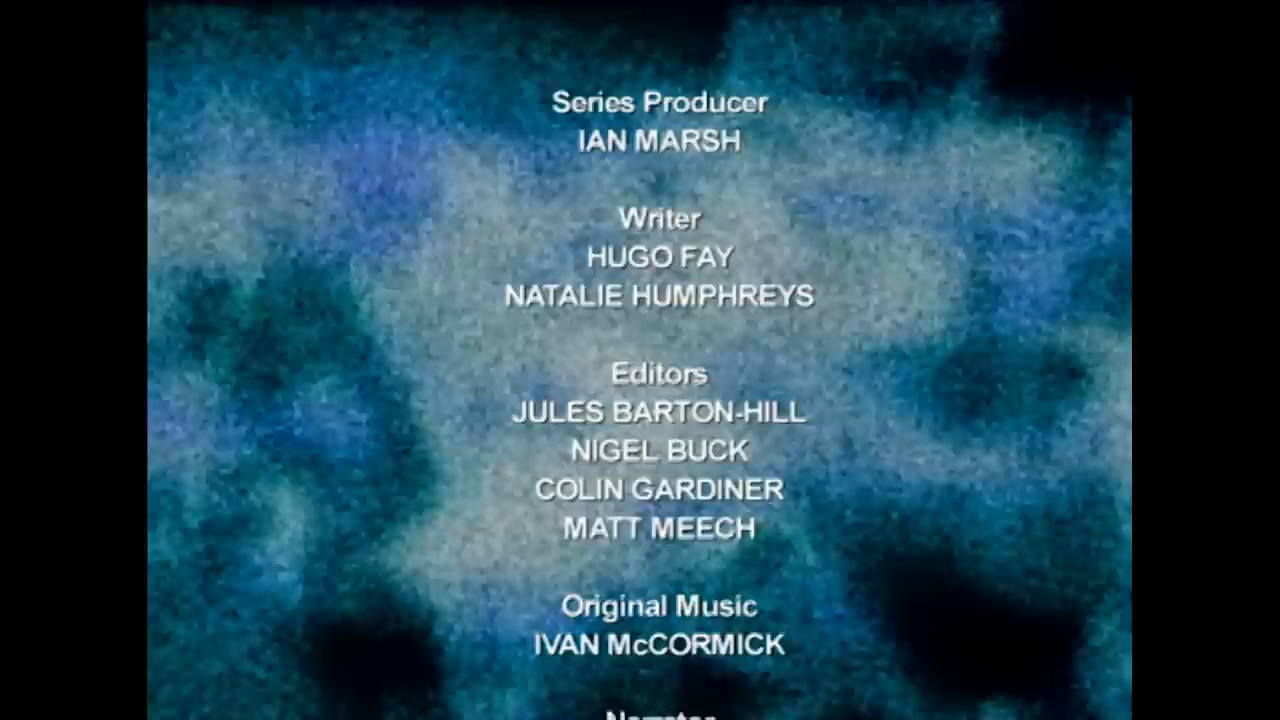 Series Producer
IAN MARSH
Writer
HUGO FAY
NATALIE HUMPHREYS
Editors
JULES BARTON-HILL
NIGEL BUCK
COLIN GARDINER
MATT MEECH
Original Music
IVAN McCORMICK
Narrator